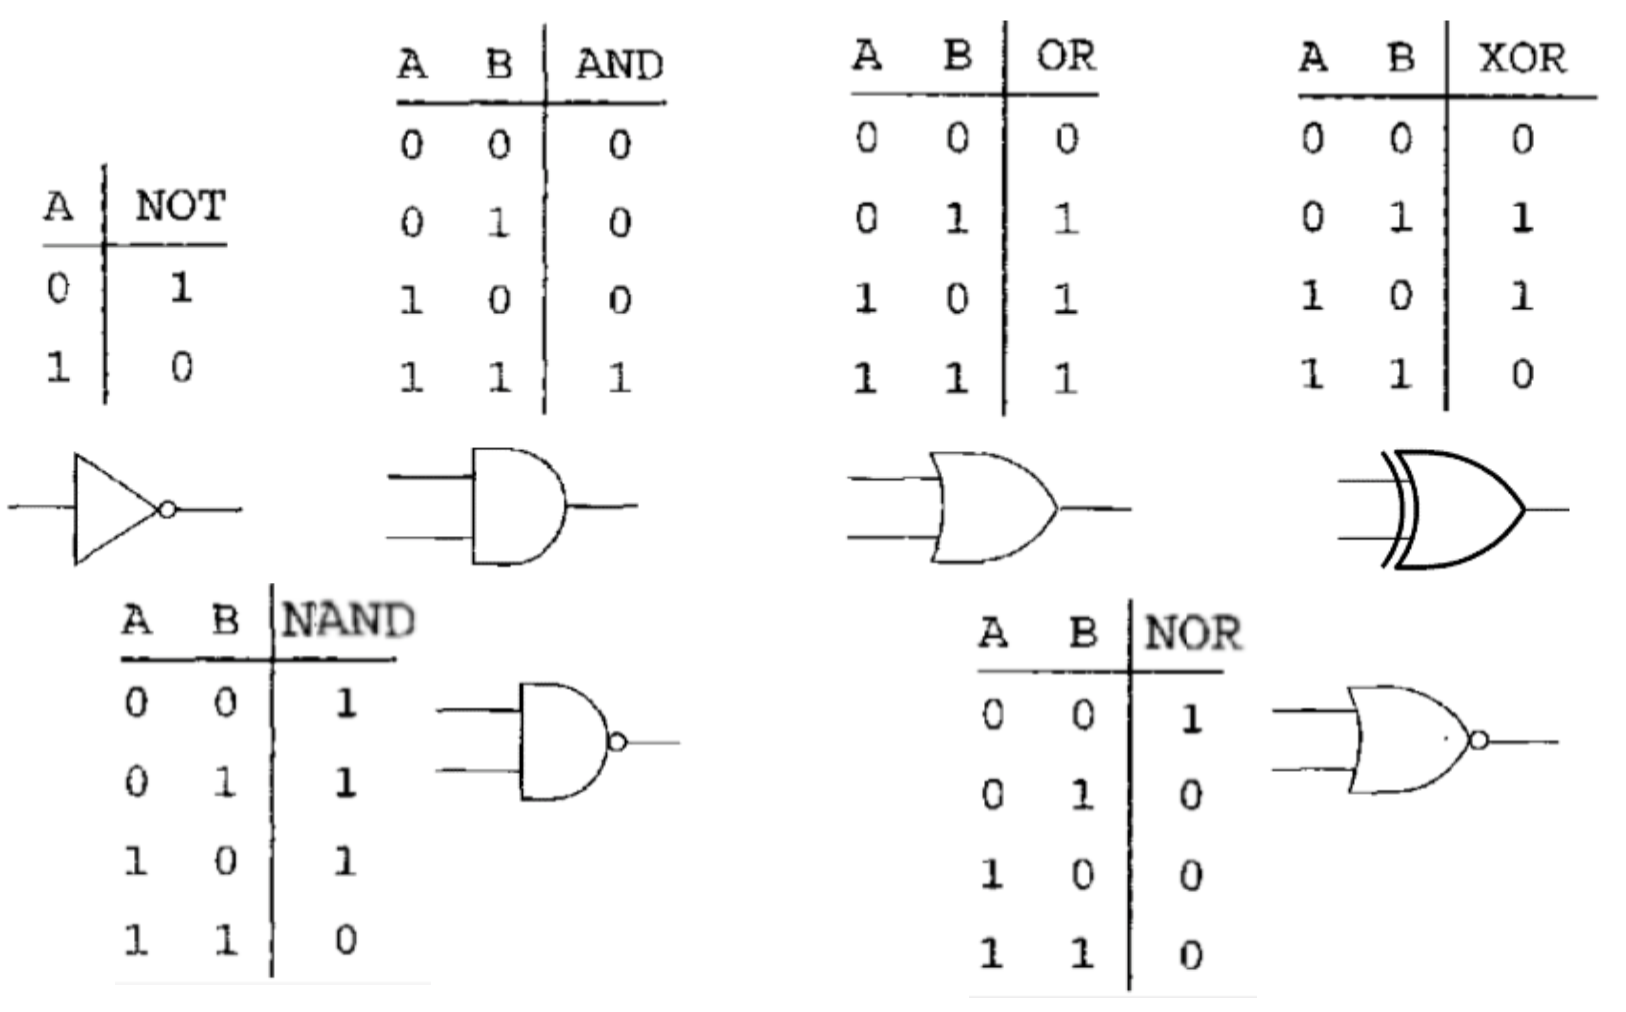 A NOT
0 1
1 0
A B AND
0 0 0
0 1 0
1 0 0
1 1 1
A B OR
0 0 0
0 1 1
1 0 1
1 1 1
A B XOR
0 0 0
0 1 1
1 0 1
1 1 0
A B NAND
0 0 1
0 1 1
1 0 1
1 1 0
A B NOR
0 0 1
0 1 0
1 0 0
1 1 0